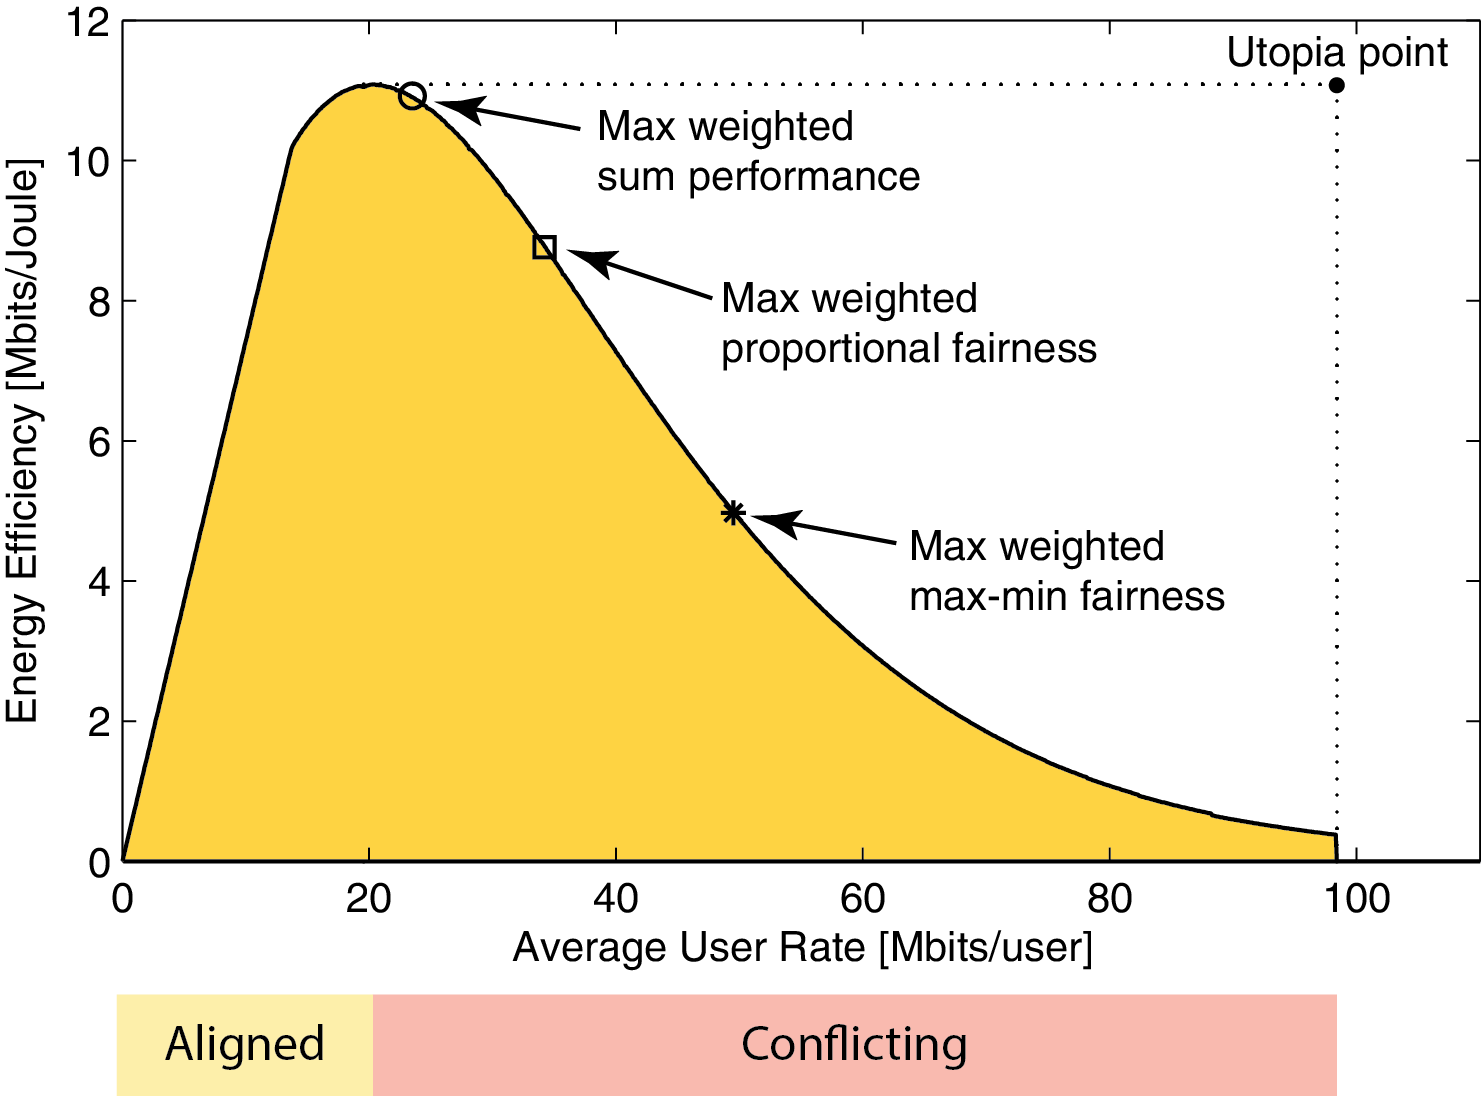 12
10
8
6
4
2
0
Energy Efficiency [Mbits/Joule]
Utopia point
Max weighted
sum performance
Max weighted
proportional fairness
Max weighted
max-min fairness
0 20 40 60 80 100
Average User Rate [Mbits/user]
Aligned Conflicting